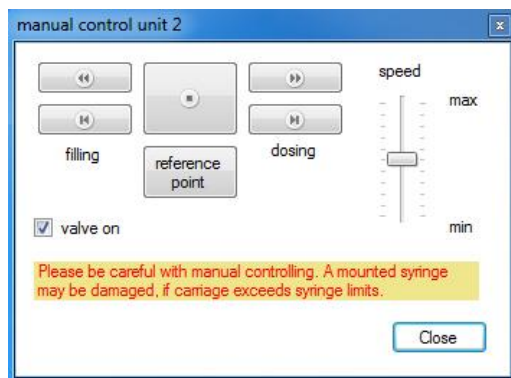 manual control unit 2
speed
max
filling
reference
point
dosing
valve on
min
Please be careful with manual controlling. A mounted syringe
may be damaged, if carriage exceeds syringe limits.
Close